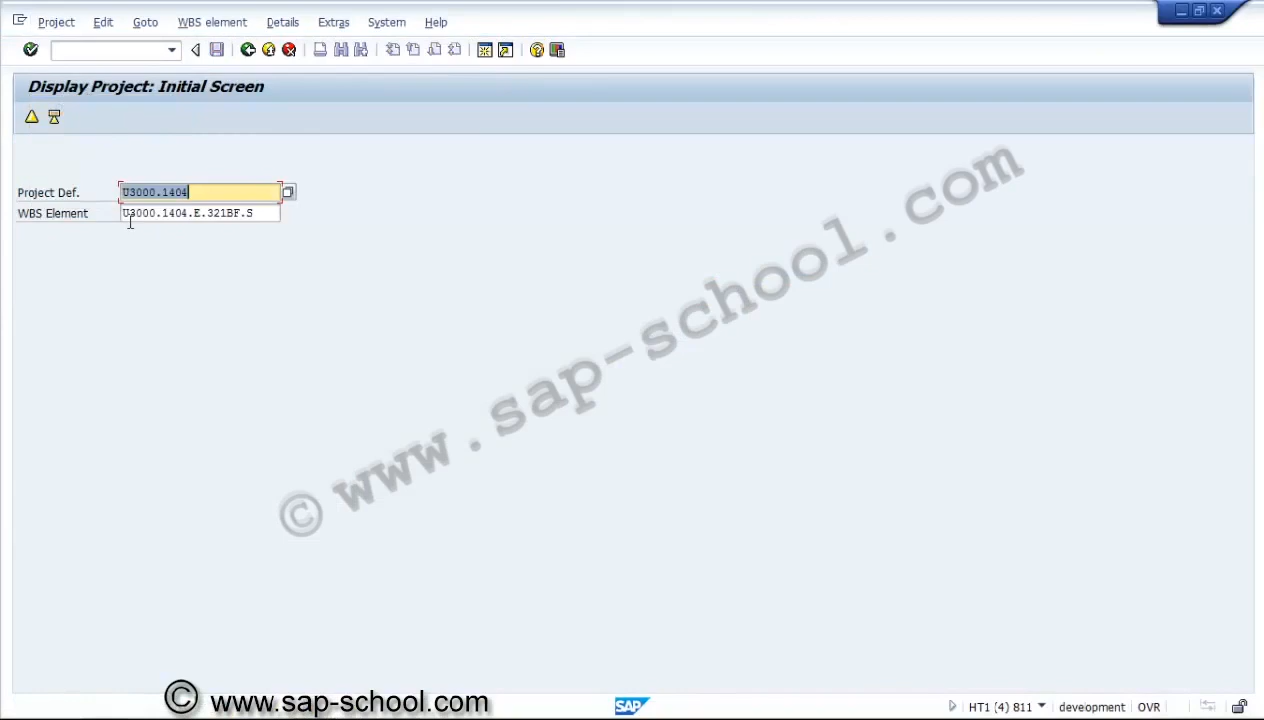 Project Edit Goto WBS element Details Extras System Help
Display Project: Initial Screen
Project Def. U3000.1404
WBS Element U3000.1404.E.321BF.S
© www.sap-school.com
© www.sap-school.com
SAP
HT1 (4) 811 deveiopment OVR